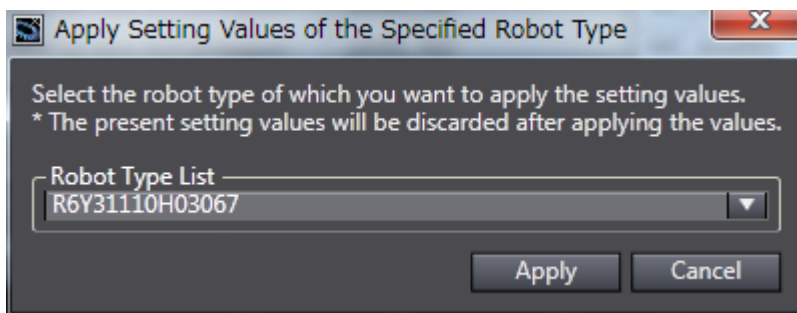 Apply Setting Values of the Specified Robot Type
Select the robot type of which you want to apply the setting values.
* The present setting values will be discarded after applying the values.
Robot Type List
R6Y31110H03067
Apply
Cancel